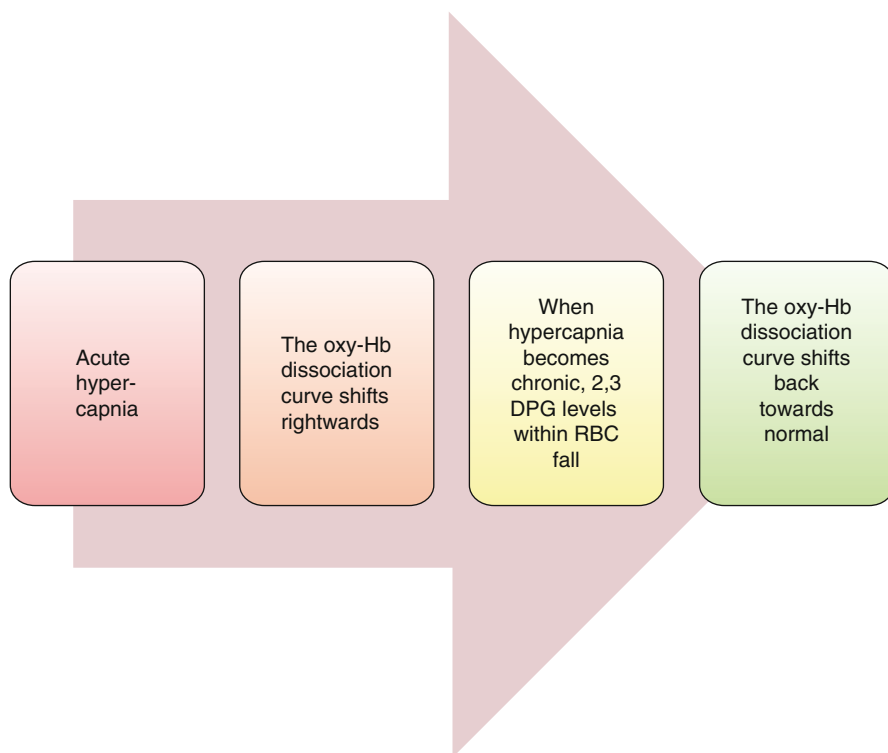 Acute
hyper-
capnia
The oxy-Hb
dissociation
curve shifts
rightwards
When
hypercapnia
becomes
chronic, 2,3
DPG levels
within RBC
fall
The oxy-Hb
dissociation
curve shifts
back
towards
normal